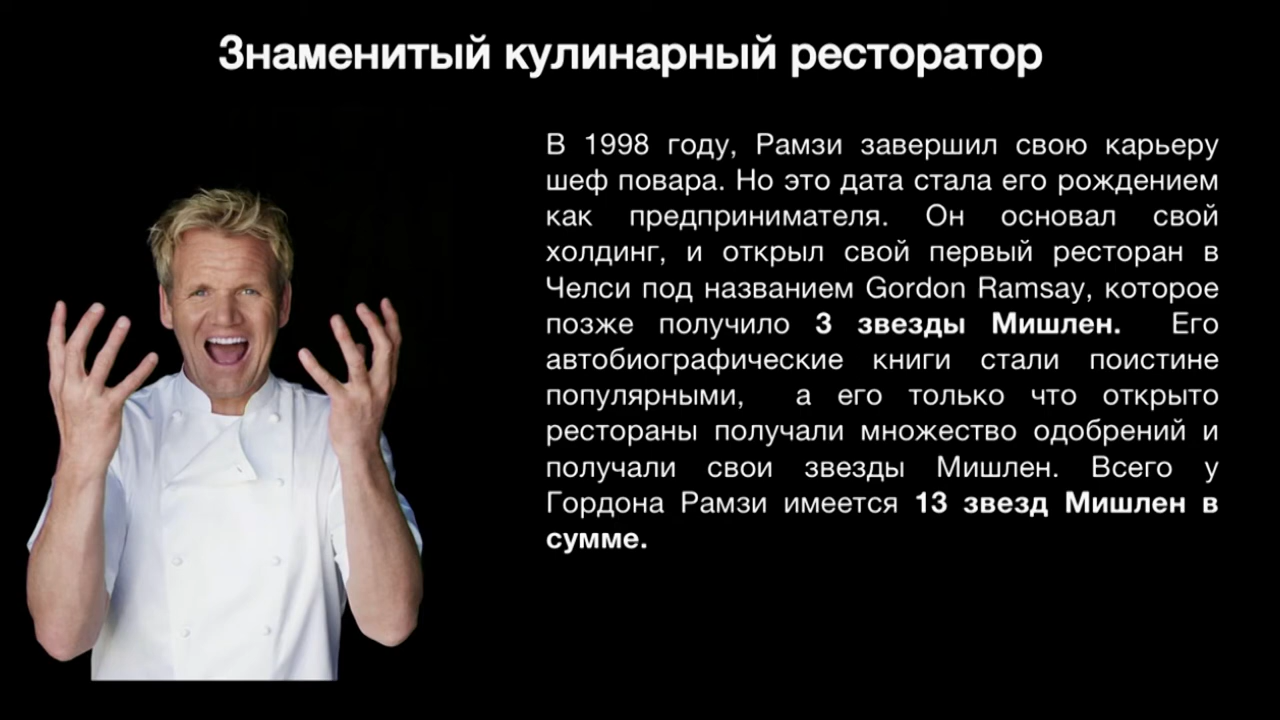 Знаменитый кулинарный ресторатор
В 1998 году, Рамзи завершил свою карьеру
шеф повара. Но это дата стала его рождением
как предпринимателя. Он основал свой
холдинг, и открыл свой первый ресторан в
Челси под названием Gordon Ramsay, которое
позже получило 3 звезды Мишлен. Его
автобиографические книги стали поистине
популярными, а его только что открыто
рестораны получали множество одобрений и
получали свои звезды Мишлен. Всего у
Гордона Рамзи имеется 13 звезд Мишлен в
сумме.